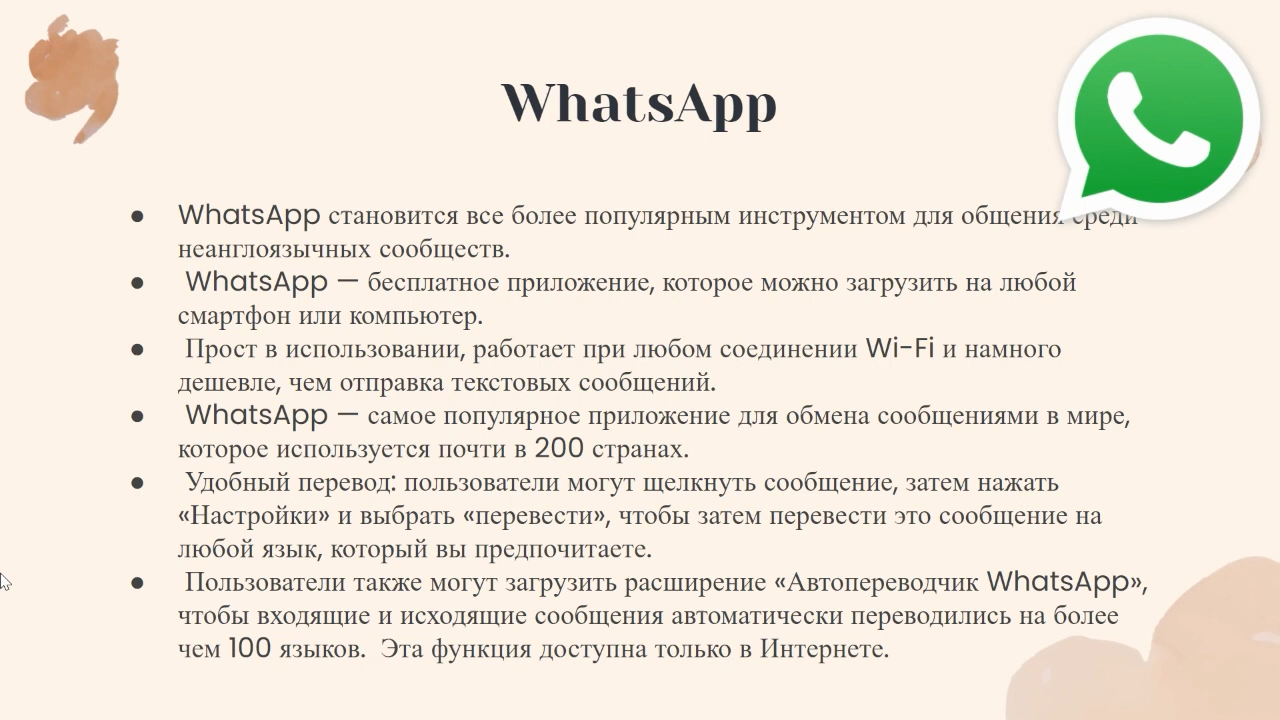 WhatsApp
● WhatsApp становится все более популярным инструментом для общения среди
неанглоязычных сообществ.
● WhatsApp — бесплатное приложение, которое можно загрузить на любой
смартфон или компьютер.
● Прост в использовании, работает при любом соединении Wi-Fi и намного
дешевле, чем отправка текстовых сообщений.
● WhatsApp — самое популярное приложение для обмена сообщениями в мире,
которое используется почти в 200 странах.
● Удобный перевод: пользователи могут щелкнуть сообщение, затем нажать
«Настройки» и выбрать «перевести», чтобы затем перевести это сообщение на
любой язык, который вы предпочитаете.
● Пользователи также могут загрузить расширение «Автопереводчик WhatsApp»,
чтобы входящие и исходящие сообщения автоматически переводились на более
чем 100 языков. Эта функция доступна только в Интернете.